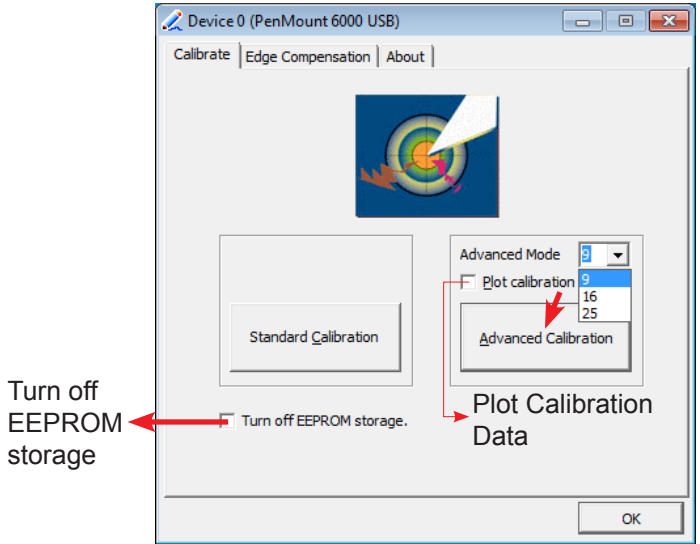 Device 0 (PenMount 6000 USB)
Calibrate
Edge Compensation
About
Advanced Mode
9
Plot calibration
9
16
25
Standard Calibration
Advanced Calibration
Turn off
EEPROM
storage
Turn off EEPROM storage.
Plot Calibration
Data
OK